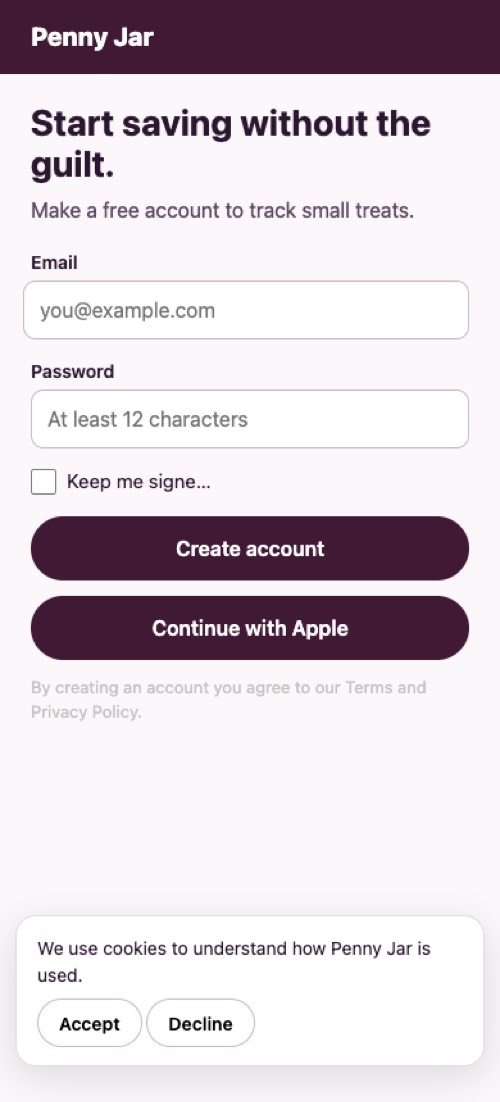 Penny Jar
Start saving without the
guilt.
Make a free account to track small treats.
Email
you@example.com
Password
At least 12 characters
Keep me signe...
Create account
Continue with Apple
By creating an account you agree to our Terms and
Privacy Policy.
We use cookies to understand how Penny Jar is
used.
Accept
Decline